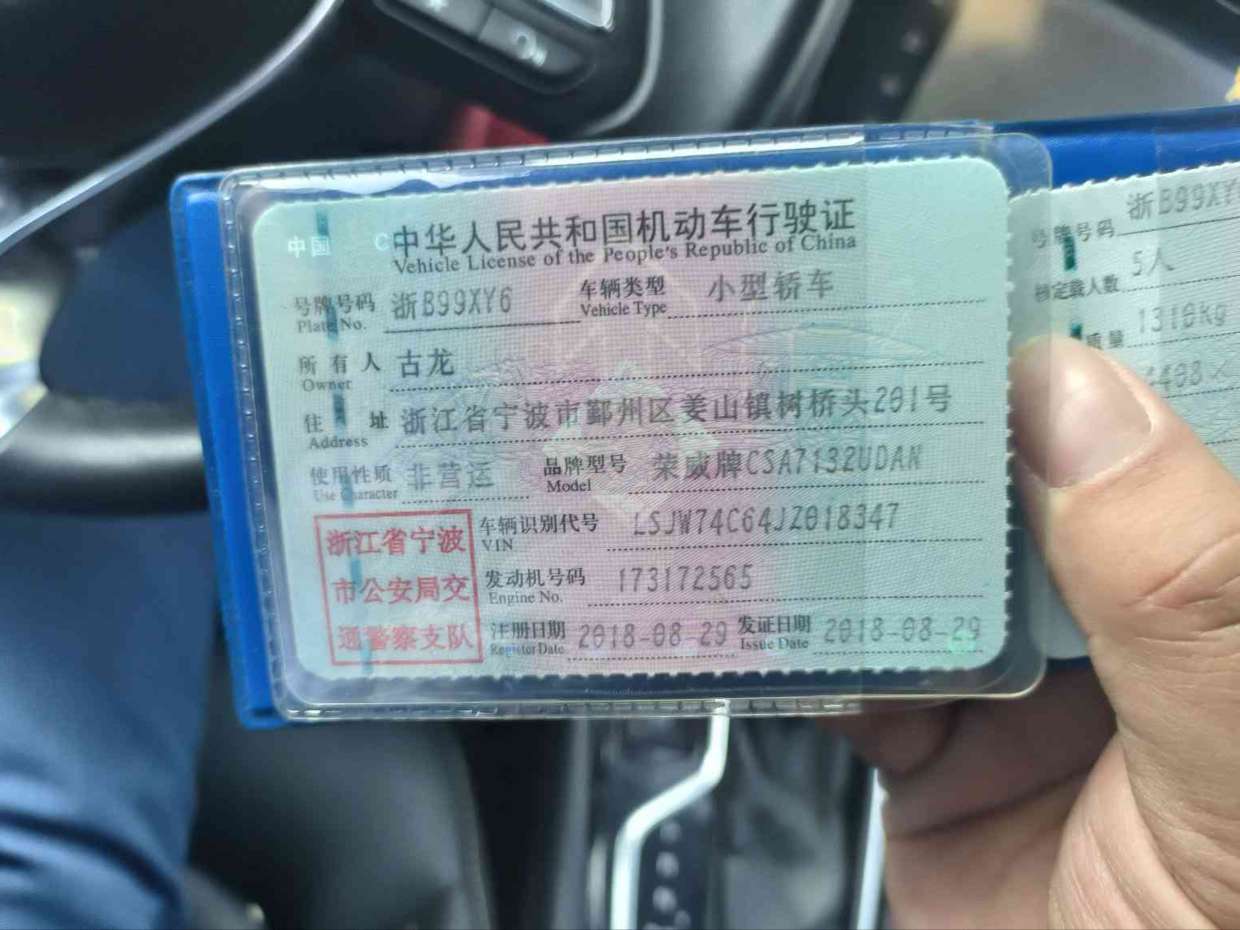 中国 C
中华人民共和国机动车行驶证
Vehicle License of the People's Republic of China
号牌号码 浙B99XY6 车辆类型 小型轿车
Plate No. Vehicle Type
所有人 古龙
Owner
住址 浙江省宁波市鄞州区姜山镇树桥头201号
Address
使用性质 非营运 品牌型号 荣威牌CSA7132UDAN
Use Character Model
浙江省宁波
市公安局交
通警察支队
车辆识别代号 LSJW74C64JZ018347
VIN
发动机号码 173172565
Engine No.
注册日期 2018-08-29 发证日期 2018-08-29
Register Date Issue Date
号牌号码 浙B99XY
核定载人数 5人
质量 1310kg
4408×